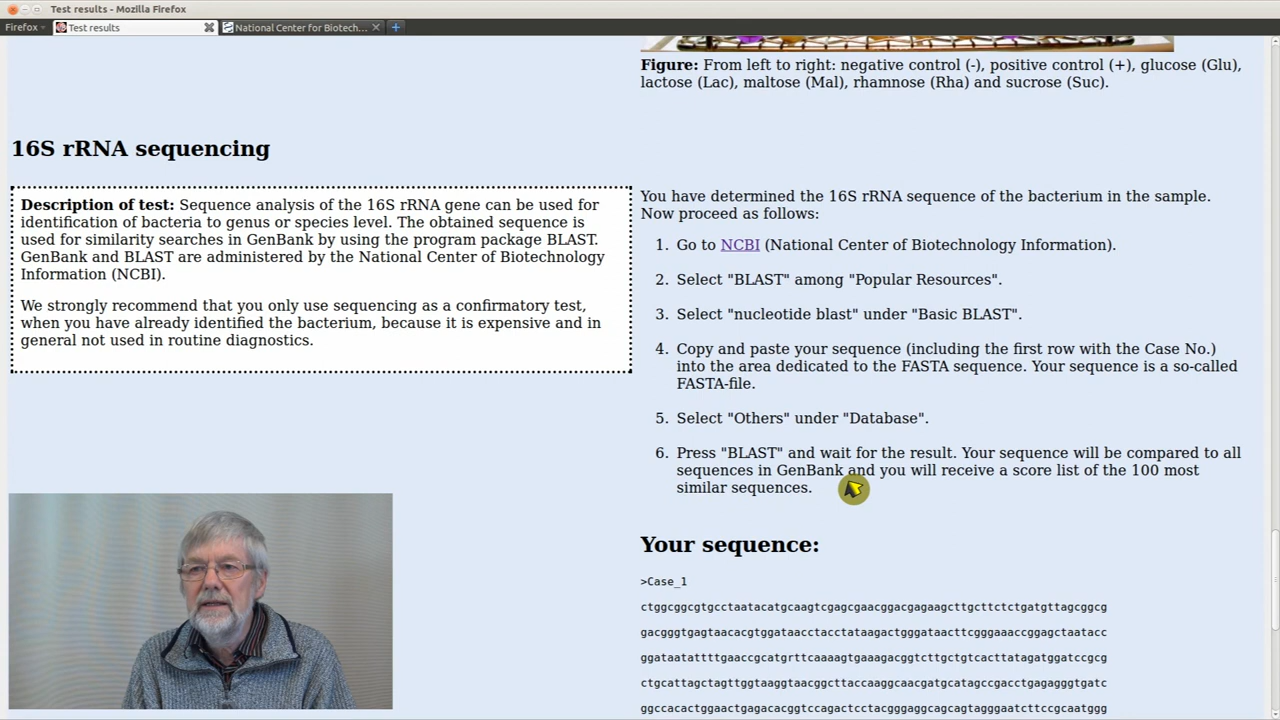 Test results - Mozilla Firefox
Firefox
Test results
National Center for Biotech...
Figure: From left to right: negative control (-), positive control (+), glucose (Glu),
lactose (Lac), maltose (Mal), rhamnose (Rha) and sucrose (Suc).
16S rRNA sequencing
Description of test: Sequence analysis of the 16S rRNA gene can be used for
identification of bacteria to genus or species level. The obtained sequence is
used for similarity searches in GenBank by using the program package BLAST.
GenBank and BLAST are administered by the National Center of Biotechnology
Information (NCBI).
We strongly recommend that you only use sequencing as a confirmatory test,
when you have already identified the bacterium, because it is expensive and in
general not used in routine diagnostics.
You have determined the 16S rRNA sequence of the bacterium in the sample.
Now proceed as follows:
1. Go to NCBI (National Center of Biotechnology Information).
2. Select "BLAST" among "Popular Resources".
3. Select "nucleotide blast" under "Basic BLAST".
4. Copy and paste your sequence (including the first row with the Case No.)
into the area dedicated to the FASTA sequence. Your sequence is a so-called
FASTA-file.
5. Select "Others" under "Database".
6. Press "BLAST" and wait for the result. Your sequence will be compared to all
sequences in GenBank and you will receive a score list of the 100 most
similar sequences.
Your sequence:
>Case_1
ctggcggcgtgcctaatacatgcaagtcgagcgaacggacgagaagcttgcttctctgatgttagcggcg
gacgggtgagtaacacgtggataacctacctataagactgggataacttcgggaaaccggagctaatacc
ggataatattttgaaccgcatgrttcaaaagtgaaagacggtcttgctgtcacttatagatggatccgcg
ctgcattagctagttggtaaggtaacggcttaccaaggcaacgatgcatagccgacctgagagggtgatc
ggccacactggaactgagacacggtccagactcctacgggaggcagcagtagggaatcttccgcaatggg